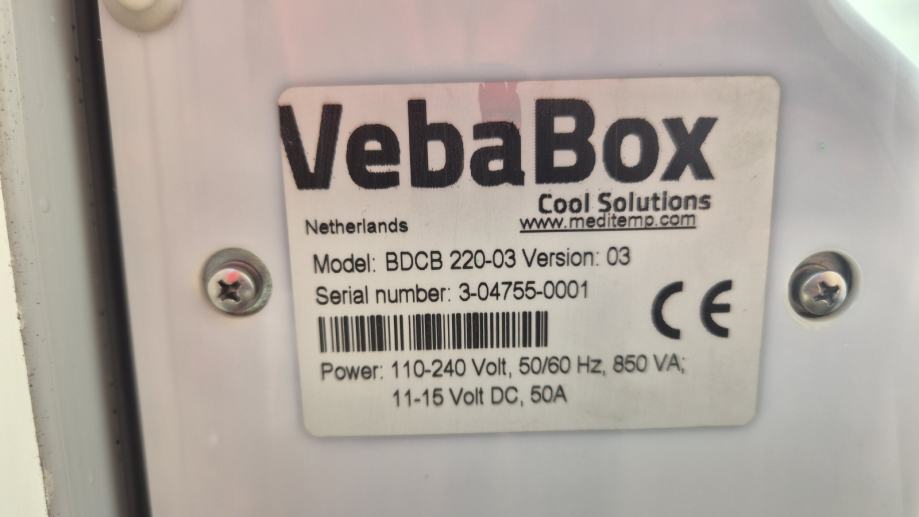 VebaBox
Cool Solutions
www.meditemp.com
Netherlands
Model: BDCB 220-03 Version: 03
Serial number: 3-04755-0001
CE
Power: 110-240 Volt, 50/60 Hz, 850 VA;
11-15 Volt DC, 50A